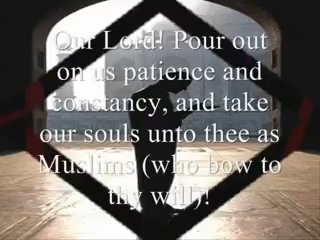 Our Lord! Pour out
on us patience and
constancy, and take
our souls unto thee as
Muslims (who bow to
thy will)!